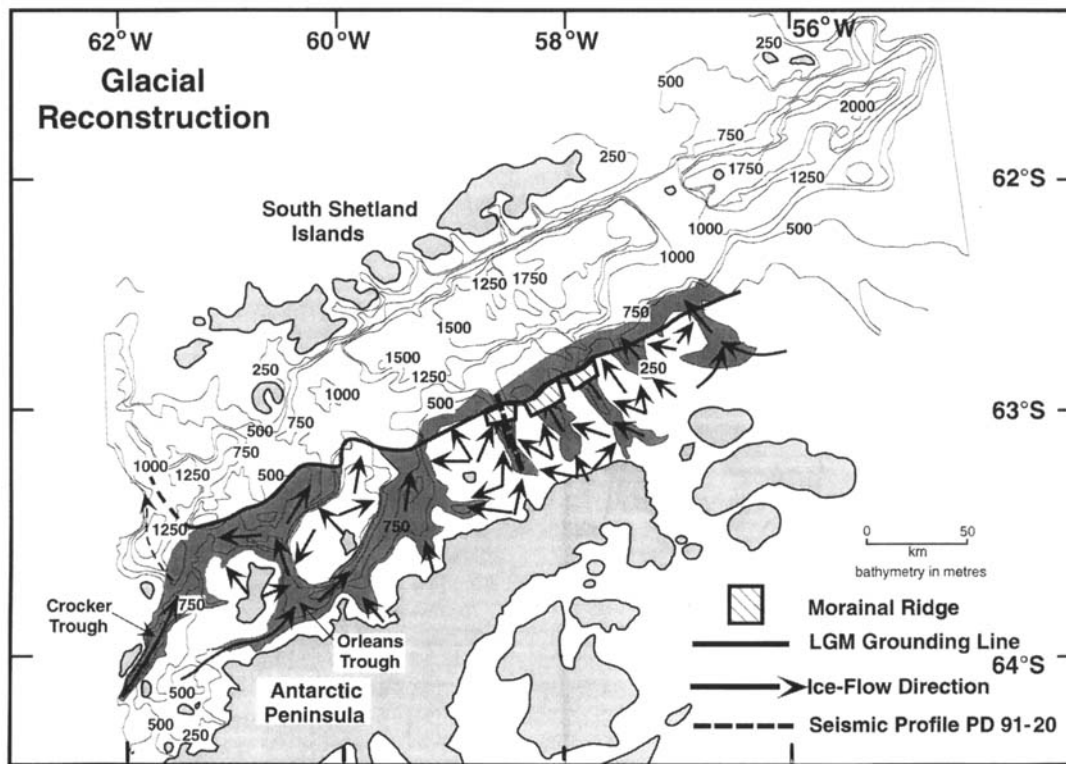 62°W
60°W
58°W
56°W
Glacial
Reconstruction
250
500
2000
750
250
1750
1250
62°S
South Shetland
Islands
1000
500
1250
1750
1000
1500
750
250
1500
1250
1000
500
250
750
500
750
1250
500
1000
63°S
1250
750
750
0
50
km
bathymetry in metres
Crocker
Trough
Orleans
Trough
Antarctic
Peninsula
500
500
250
Morainal Ridge
LGM Grounding Line
64°S
Ice-Flow Direction
Seismic Profile PD 91-20